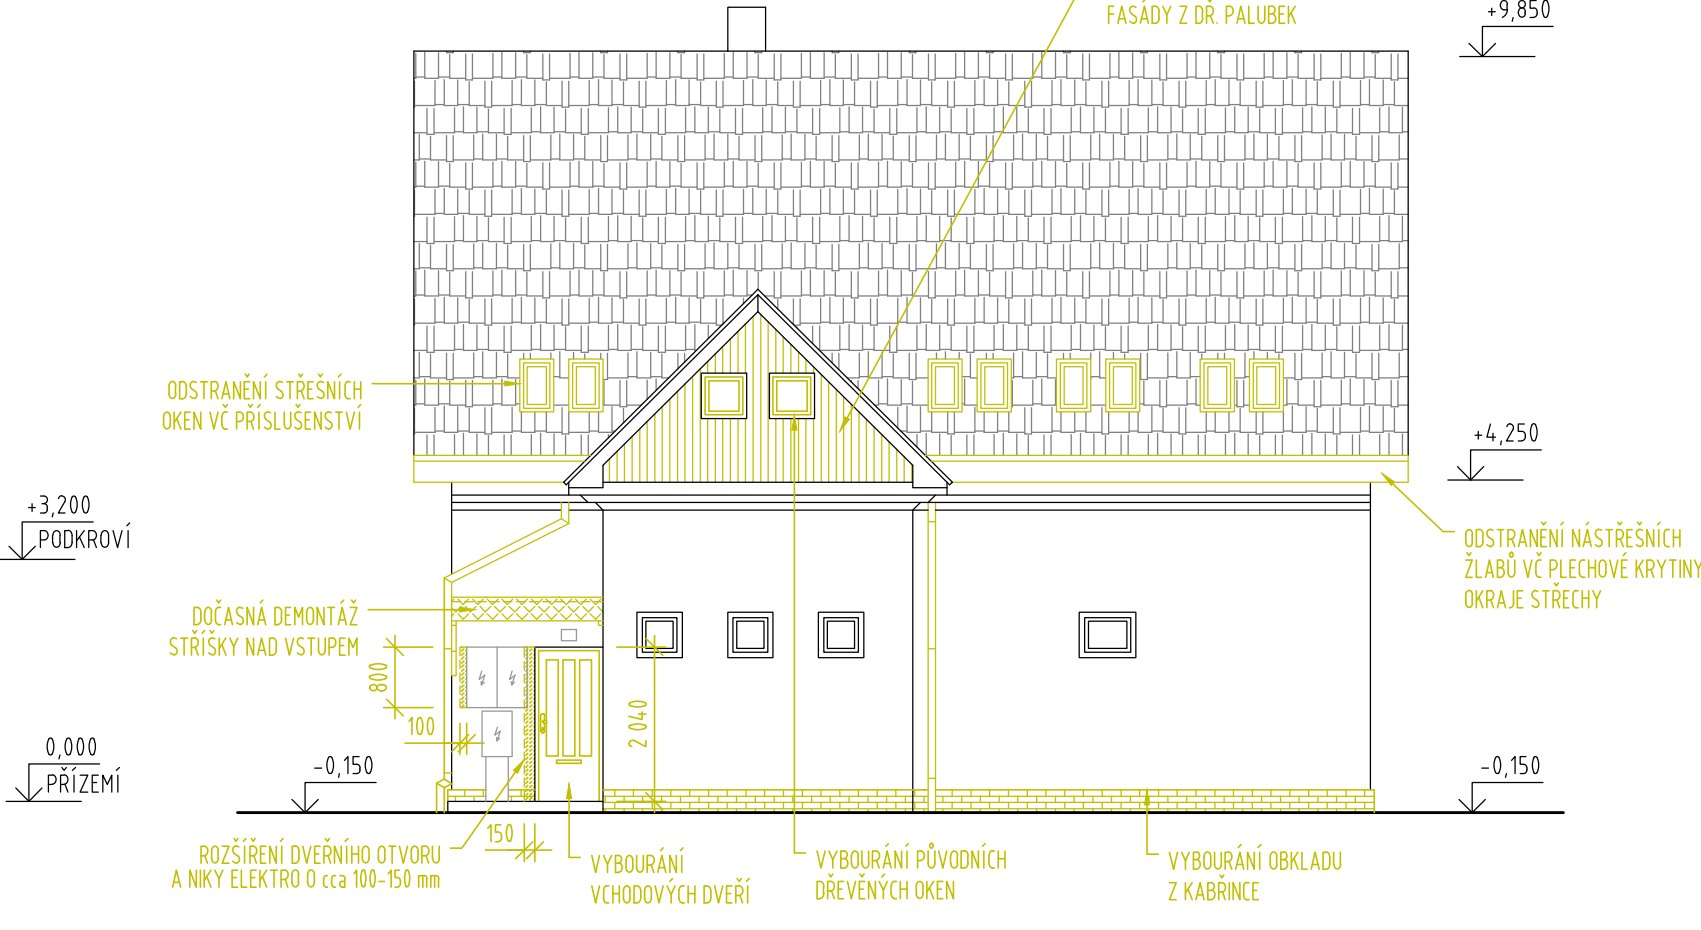 FASÁDY Z DŘ. PALUBEK
+9,850
ODSTRANĚNÍ STŘEŠNÍCH
OKEN VČ PŘÍSLUŠENSTVÍ
+4,250
+3,200
PODKROVÍ
ODSTRANĚNÍ NÁSTŘEŠNÍCH
ŽLABŮ VČ PLECHOVÉ KRYTINY
OKRAJE STŘECHY
DOČASNÁ DEMONTÁŽ
STŘÍŠKY NAD VSTUPEM
800
100
2 040
0,000
PŘÍZEMÍ
-0,150
-0,150
150
ROZŠÍŘENÍ DVEŘNÍHO OTVORU
A NIKY ELEKTRO O cca 100-150 mm
VYBOURÁNÍ
VCHODOVÝCH DVEŘÍ
VYBOURÁNÍ PŮVODNÍCH
DŘEVĚNÝCH OKEN
VYBOURÁNÍ OBKLADU
Z KABŘINCE